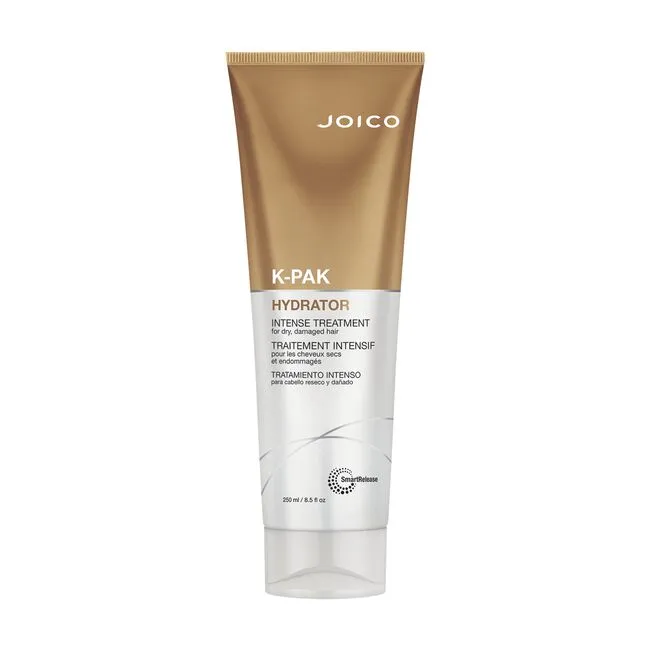 JOICO
K-PAK
HYDRATOR
INTENSE TREATMENT
for dry, damaged hair
TRAITEMENT INTENSIF
pour les cheveux secs
et endommagés
TRATAMIENTO INTENSO
para cabello reseco y dañado
SmartRelease
250 ml / 8.5 fl oz